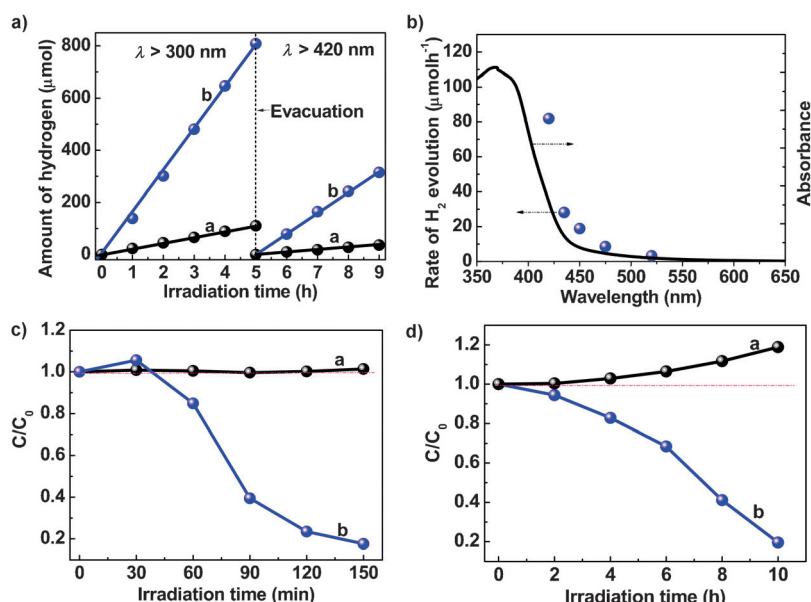 a)
800
600
400
200
0
Amount of hydrogen (μmol)
λ > 300 nm
λ > 420 nm
b
Evacuation
b
a
a
0 1 2 3 4 5 6 7 8 9
Irradiation time (h)
b)
120
100
80
60
40
20
0
Rate of H2 evolution (μmolh-1)
Absorbance
350 400 450 500 550 600 650
Wavelength (nm)
c)
1.2
1.0
0.8
0.6
0.4
0.2
C/C0
a
b
0 30 60 90 120 150
Irradiation time (min)
d)
1.2
1.0
0.8
0.6
0.4
0.2
C/C0
a
b
0 2 4 6 8 10
Irradiation time (h)